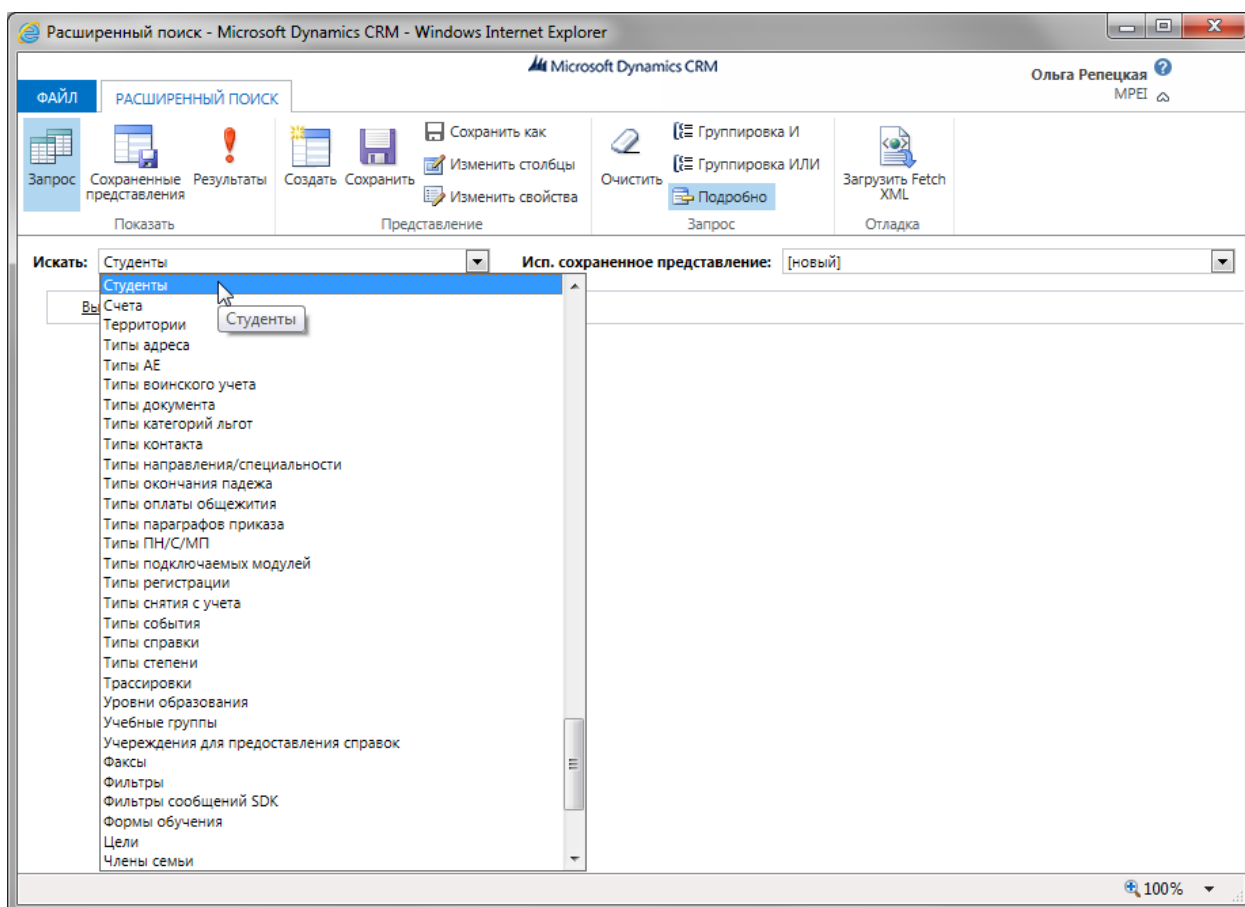 Расширенный поиск - Microsoft Dynamics CRM - Windows Internet Explorer
Microsoft Dynamics CRM
Ольга Репецкая
MPEI
ФАЙЛ
РАСШИРЕННЫЙ ПОИСК
Запрос
Сохраненные представления
Результаты
Показать
Создать
Сохранить
Сохранить как
Изменить столбцы
Изменить свойства
Представление
Очистить
Группировка И
Группировка ИЛИ
Подробно
Запрос
Загрузить Fetch XML
Отладка
Искать: Студенты
Исп. сохраненное представление: [новый]
Вы
Студенты
Студенты
Счета
Территории
Типы адреса
Типы АЕ
Типы воинского учета
Типы документа
Типы категорий льгот
Типы контакта
Типы направления/специальности
Типы окончания падежа
Типы оплаты общежития
Типы параграфов приказа
Типы ПН/С/МП
Типы подключаемых модулей
Типы регистрации
Типы снятия с учета
Типы события
Типы справки
Типы степени
Трассировки
Уровни образования
Учебные группы
Учереждения для предоставления справок
Факсы
Фильтры
Фильтры сообщений SDK
Формы обучения
Цели
Члены семьи
100%